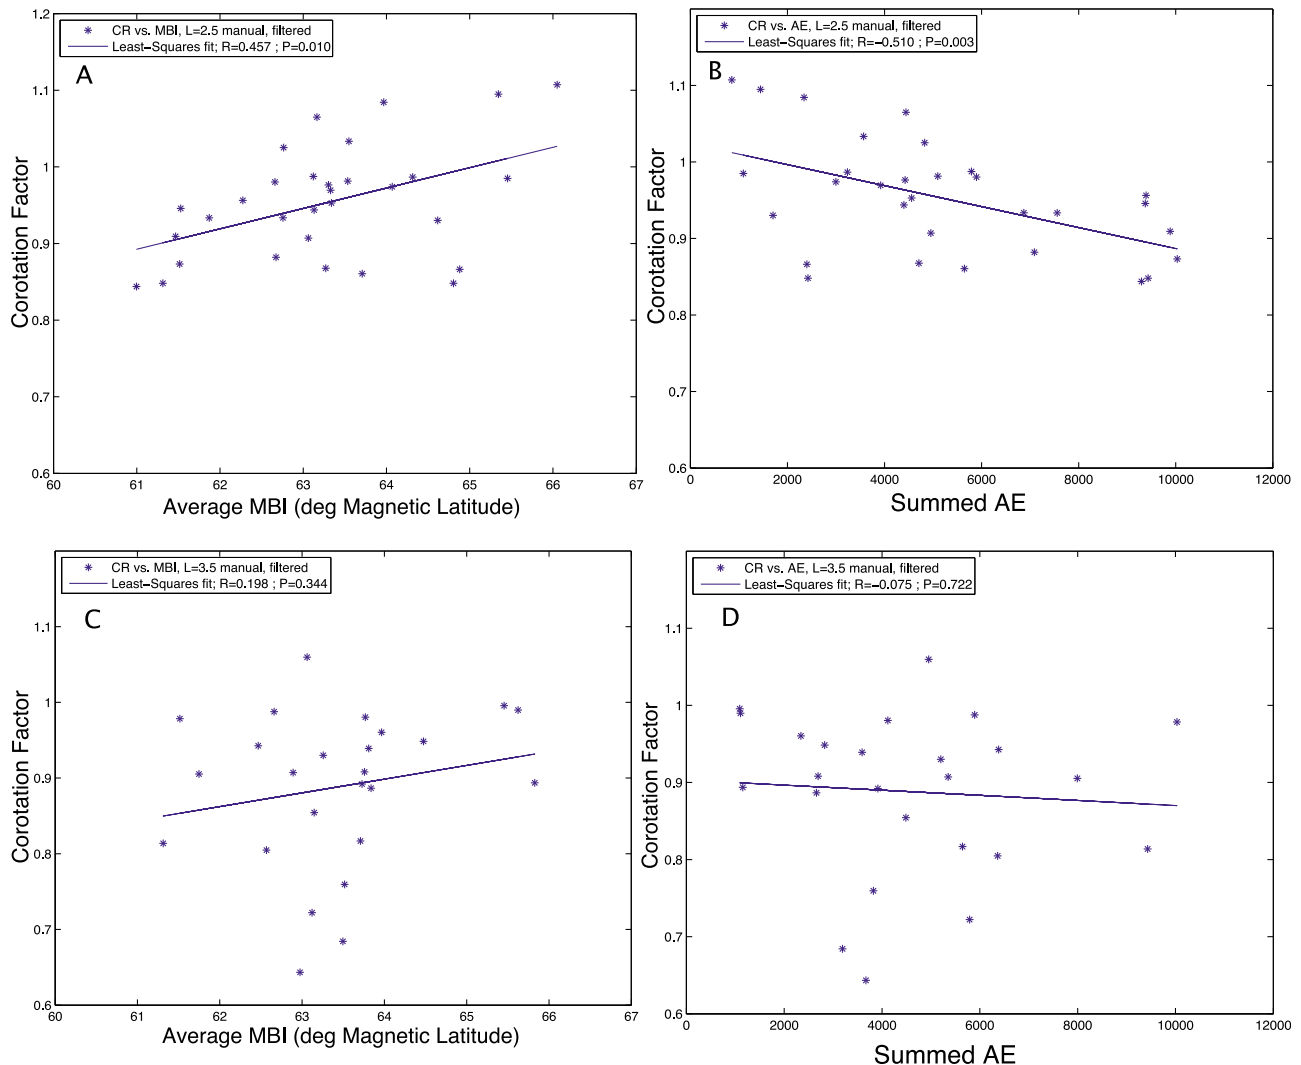 CR vs. MBI, L=2.5 manual, filtered
Least-Squares fit; R=0.457 ; P=0.010
A
1.2
1.1
1
0.9
0.8
0.7
0.6
60 61 62 63 64 65 66 67
Corotation Factor
Average MBI (deg Magnetic Latitude)
CR vs. AE, L=2.5 manual, filtered
Least-Squares fit; R=-0.510 ; P=0.003
B
1.1
1
0.9
0.8
0.7
0.6
0 2000 4000 6000 8000 10000 12000
Corotation Factor
Summed AE
CR vs. MBI, L=3.5 manual, filtered
Least-Squares fit; R=0.198 ; P=0.344
C
1.1
1
0.9
0.8
0.7
0.6
60 61 62 63 64 65 66 67
Corotation Factor
Average MBI (deg Magnetic Latitude)
CR vs. AE, L=3.5 manual, filtered
Least-Squares fit; R=-0.075 ; P=0.722
D
1.1
1
0.9
0.8
0.7
0.6
0 2000 4000 6000 8000 10000 12000
Corotation Factor
Summed AE